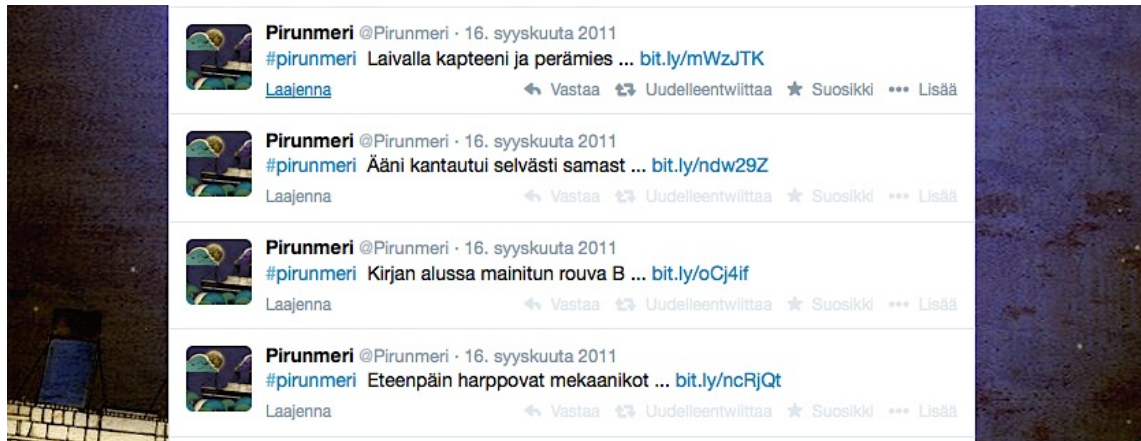 Pirunmeri @Pirunmeri · 16. syyskuuta 2011
#pirunmeri Laivalla kapteeni ja perämies ... bit.ly/mWzJTK
Laajenna Vastaa Uudelleentwiittaa Suosikki Lisää
Pirunmeri @Pirunmeri · 16. syyskuuta 2011
#pirunmeri Ääni kantautui selvästi samast ... bit.ly/ndw29Z
Laajenna Vastaa Uudelleentwiittaa Suosikki Lisää
Pirunmeri @Pirunmeri · 16. syyskuuta 2011
#pirunmeri Kirjan alussa mainitun rouva B ... bit.ly/oCj4if
Laajenna Vastaa Uudelleentwiittaa Suosikki Lisää
Pirunmeri @Pirunmeri · 16. syyskuuta 2011
#pirunmeri Eteenpäin harppovat mekaanikot ... bit.ly/ncRjQt
Laajenna Vastaa Uudelleentwiittaa Suosikki Lisää